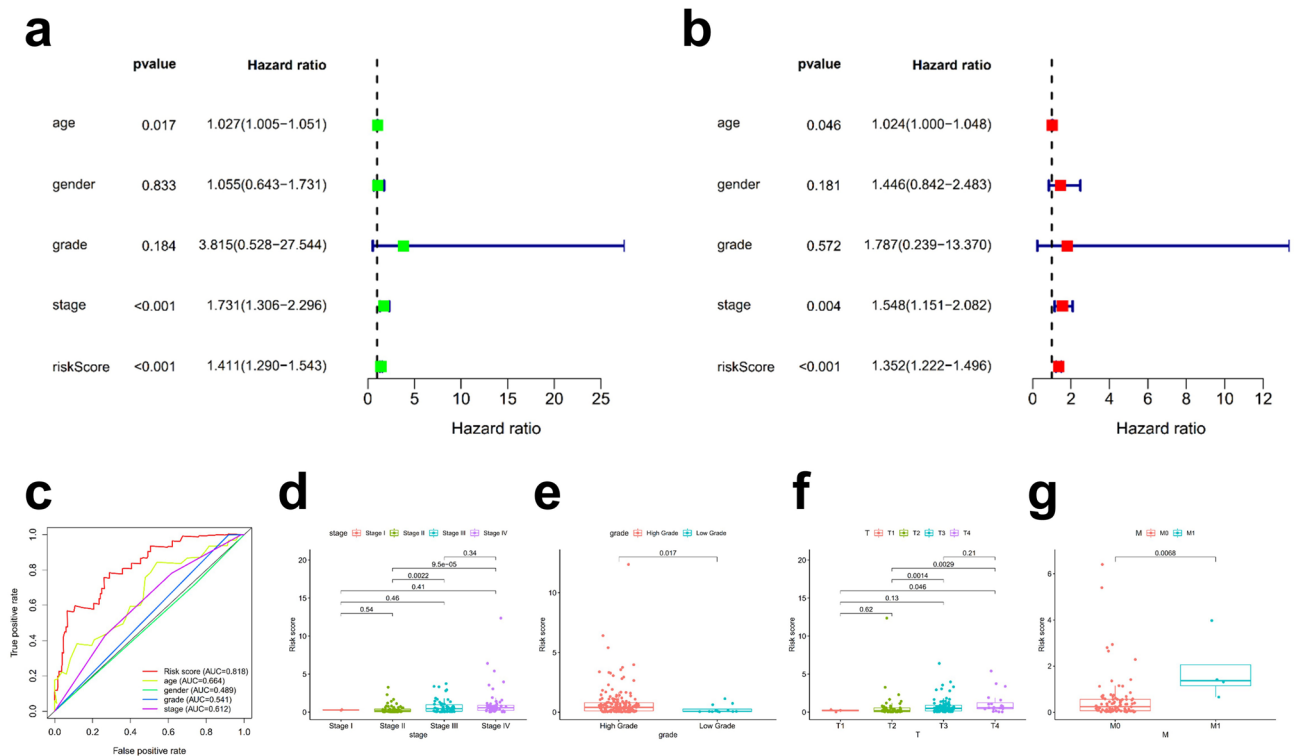 a
pvalue Hazard ratio
age 0.017 1.027(1.005−1.051)
gender 0.833 1.055(0.643−1.731)
grade 0.184 3.815(0.528−27.544)
stage <0.001 1.731(1.306−2.296)
riskScore <0.001 1.411(1.290−1.543)
0 5 10 15 20 25
Hazard ratio
b
pvalue Hazard ratio
age 0.046 1.024(1.000−1.048)
gender 0.181 1.446(0.842−2.483)
grade 0.572 1.787(0.239−13.370)
stage 0.004 1.548(1.151−2.082)
riskScore <0.001 1.352(1.222−1.496)
0 2 4 6 8 10 12
Hazard ratio
c
True positive rate
1.0
0.8
0.6
0.4
0.2
0.0
Risk score (AUC=0.818)
age (AUC=0.664)
gender (AUC=0.489)
grade (AUC=0.541)
stage (AUC=0.612)
0.0 0.2 0.4 0.6 0.8 1.0
False positive rate
d
stage Stage I Stage II Stage III Stage IV
Risk score
20
15
10
5
0
0.34
9.5e−05
0.0022
0.41
0.46
0.54
Stage I Stage II Stage III Stage IV
stage
e
grade High Grade Low Grade
Risk score
10
5
0
0.017
High Grade Low Grade
grade
f
T T1 T2 T3 T4
Risk score
20
15
10
5
0
0.21
0.0029
0.0014
0.046
0.13
0.62
T1 T2 T3 T4
T
g
M M0 M1
Risk score
6
4
2
0
0.0068
M0 M1
M